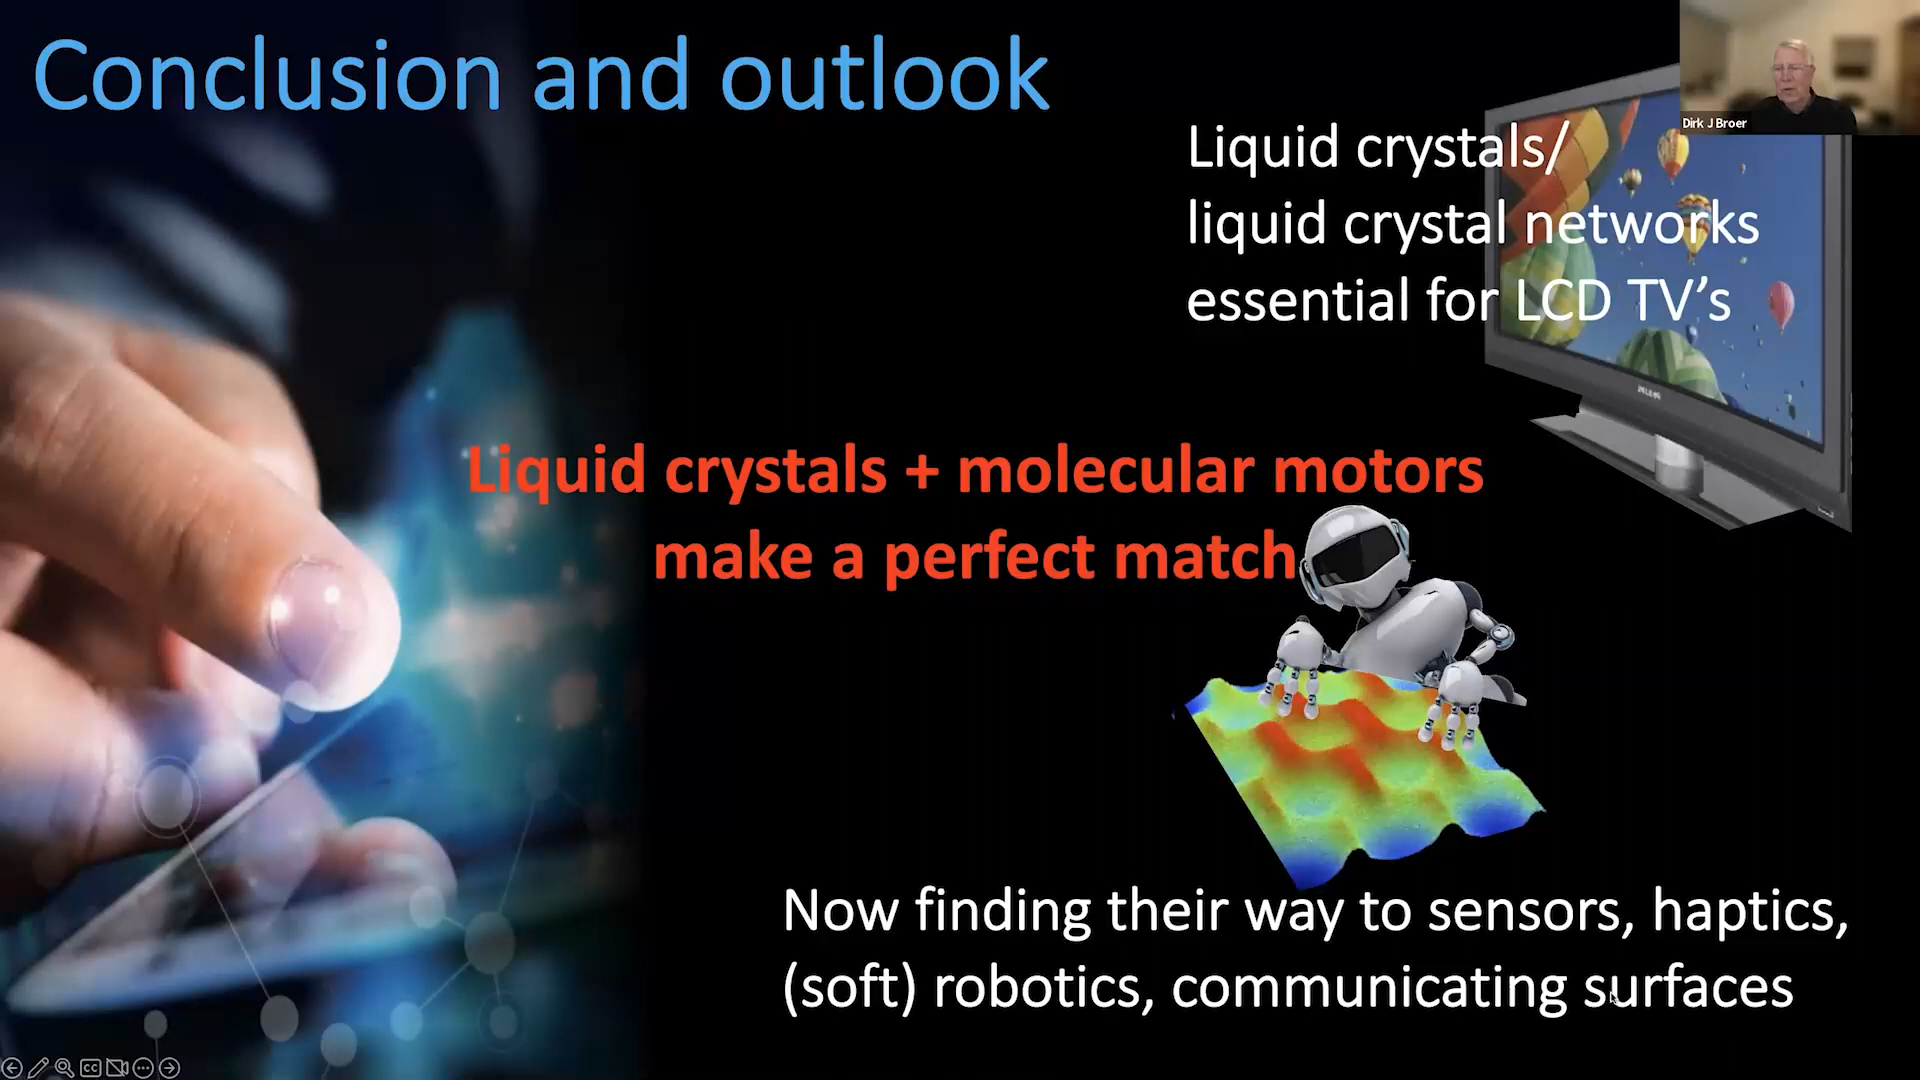 Conclusion and outlook
Dirk J Broer
Liquid crystals/
liquid crystal networks
essential for LCD TV's
Liquid crystals + molecular motors
make a perfect match
Now finding their way to sensors, haptics,
(soft) robotics, communicating surfaces
CC